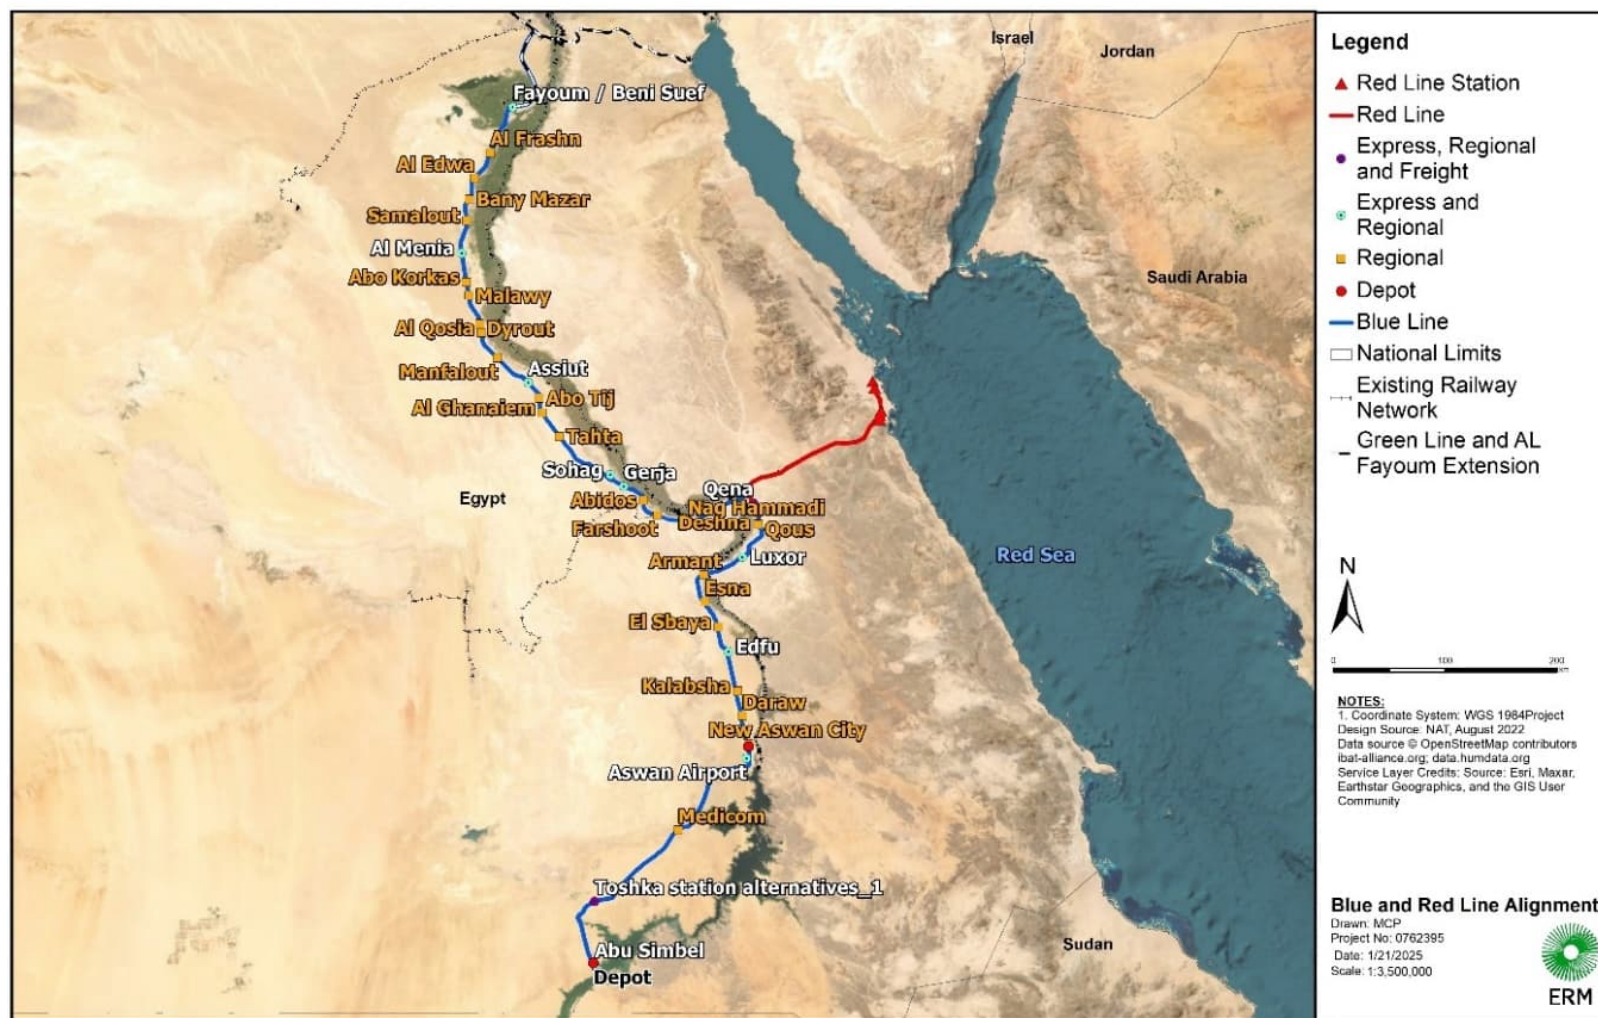 Israel
Jordan
Fayoum / Beni Suef
Al Frashn
Al Edwa
Bany Mazar
Samalout
Al Menia
Saudi Arabia
Abo Korkas
Malawy
Al Qosia
Dyrout
Manfalout
Assiut
Abo Tij
Al Ghanaiem
Tahta
Sohag
Gerja
Qena
Egypt
Abidos
Nag Hammadi
Farshoot
Deshna
Qous
Red Sea
Luxor
Armant
Esna
El Sbaya
Edfu
Kalabsha
Daraw
New Aswan City
Aswan Airport
Medicom
Toshka station alternatives_1
Abu Simbel
Sudan
Depot
Legend
Red Line Station
Red Line
Express, Regional
and Freight
Express and
Regional
Regional
Depot
Blue Line
National Limits
Existing Railway
Network
Green Line and AL
Fayoum Extension
N
0 100 200
km
NOTES:
1. Coordinate System: WGS 1984Project
Design Source: NAT, August 2022
Data source © OpenStreetMap contributors
ibat-alliance.org; data.humdata.org
Service Layer Credits: Source: Esri, Maxar,
Earthstar Geographics, and the GIS User
Community
Blue and Red Line Alignment
Drawn: MCP
Project No: 0762395
Date: 1/21/2025
Scale: 1:3,500,000
ERM